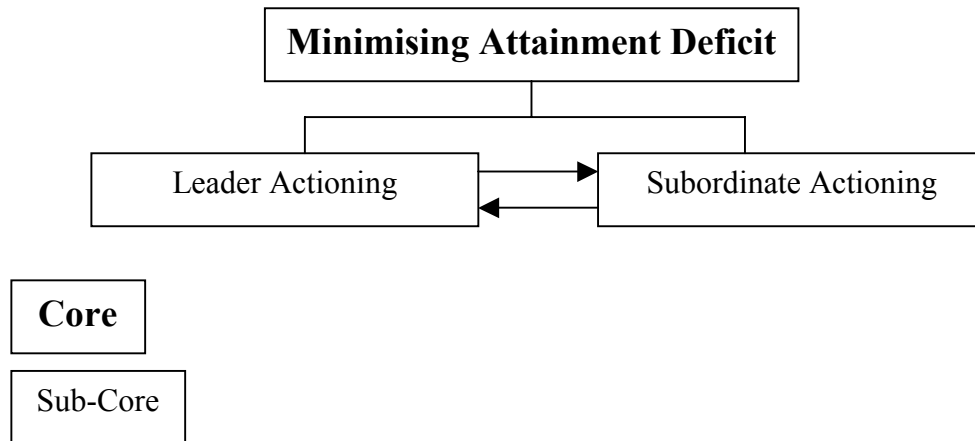 Minimising Attainment Deficit
Leader Actioning
Subordinate Actioning
Core
Sub-Core